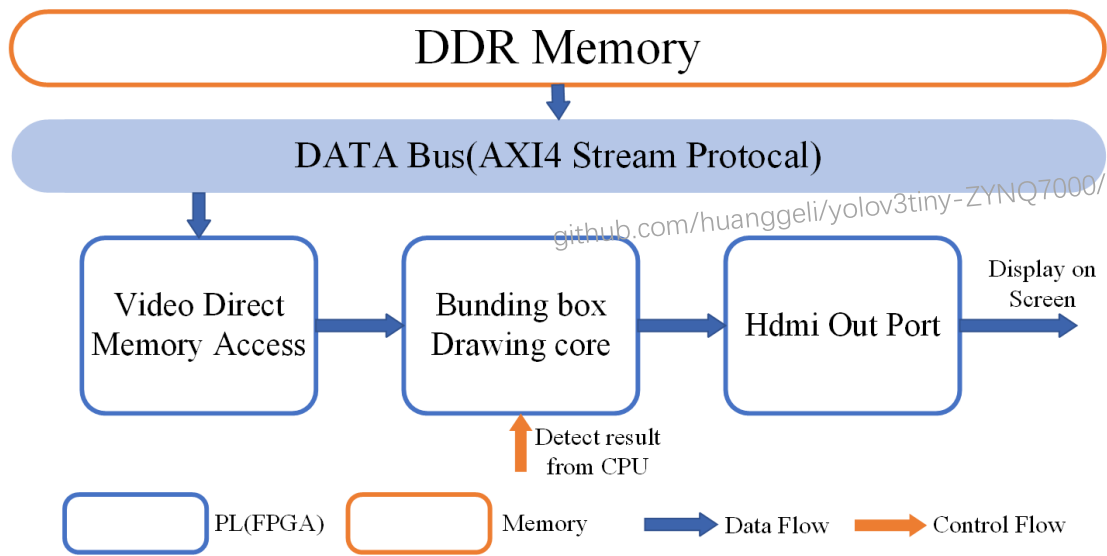 DDR Memory
DATA Bus(AXI4 Stream Protocal)
github.com/huanggeli/yolov3tiny-ZYNQ7000/
Video Direct
Memory Access
Bunding box
Drawing core
Hdmi Out Port
Display on
Screen
Detect result
from CPU
PL(FPGA)
Memory
Data Flow
Control Flow